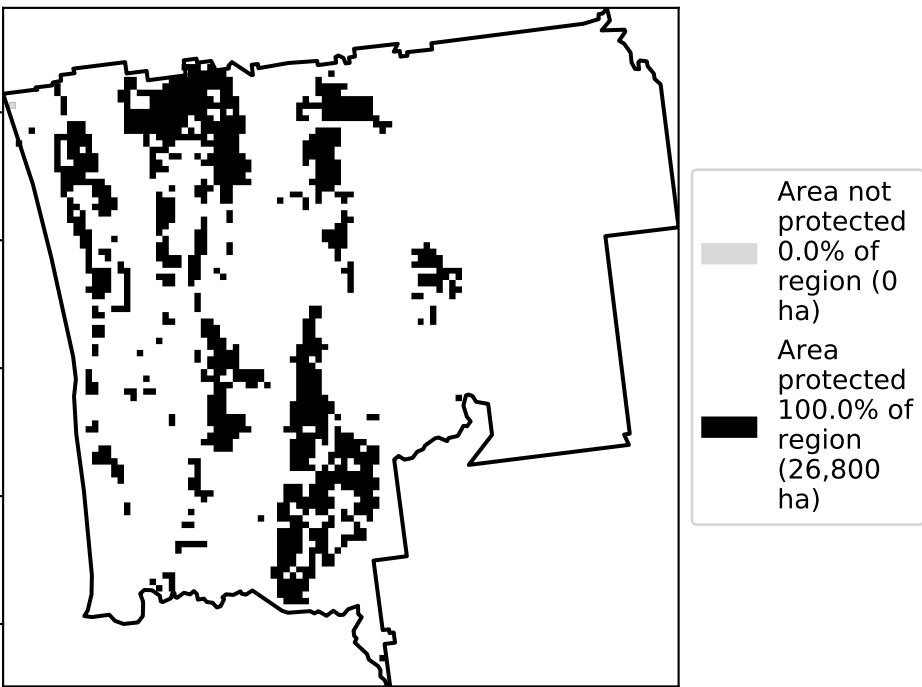 Area not
protected
0.0% of
region (0
ha)
Area
protected
100.0% of
region
(26,800
ha)